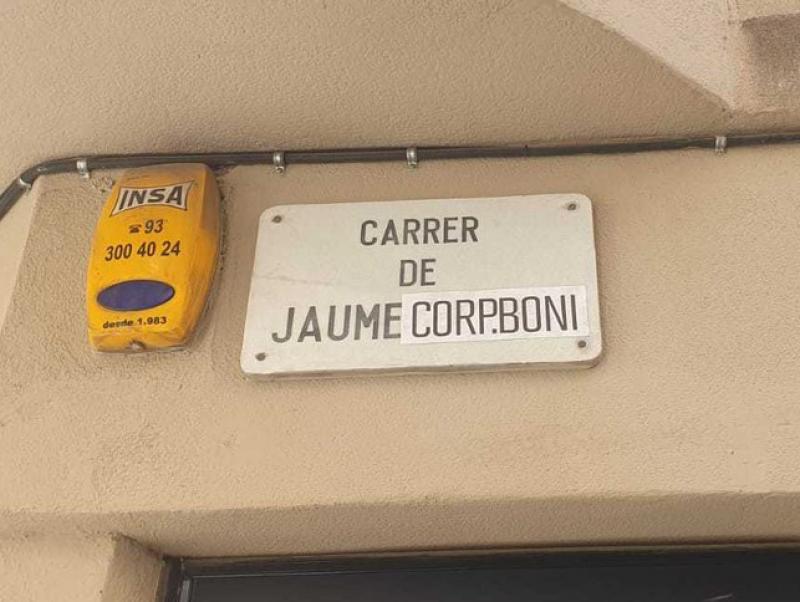 INSA
☎93
300 40 24
desde 1.983
CARRER
DE
JAUME CORP.BONI